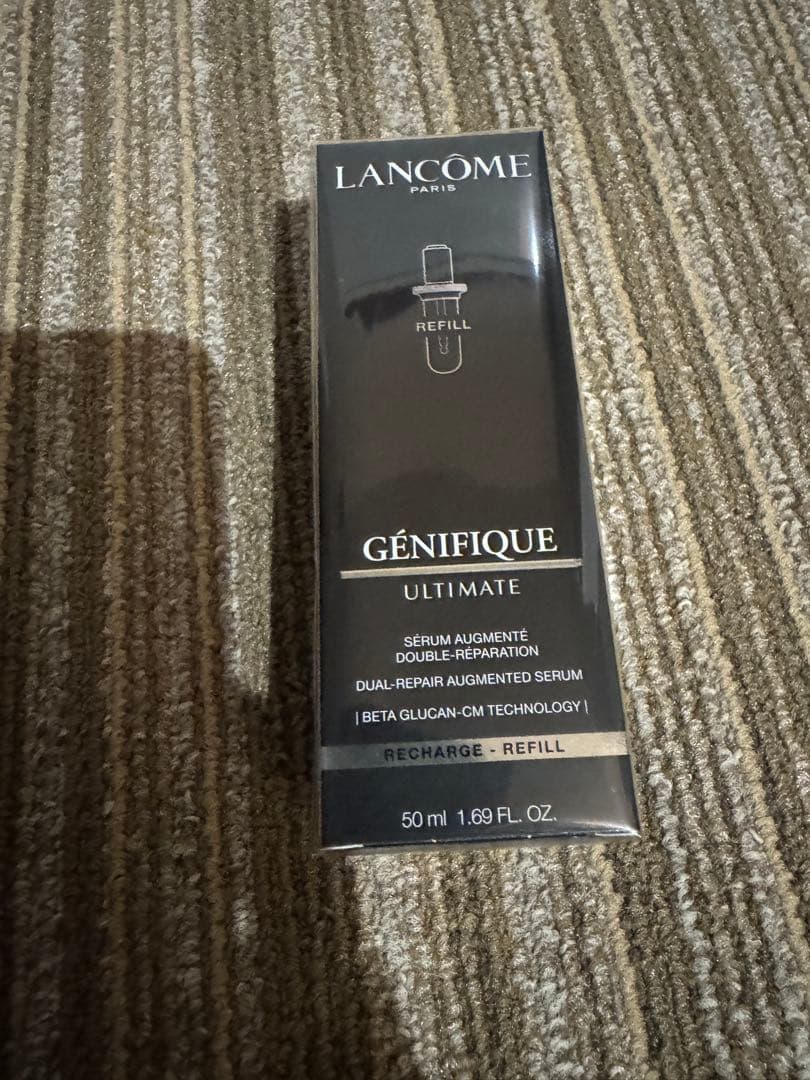 LANCÔME
PARIS
REFILL
GÉNIFIQUE
ULTIMATE
SÉRUM AUGMENTÉ
DOUBLE-RÉPARATION
DUAL-REPAIR AUGMENTED SERUM
| BETA GLUCAN-CM TECHNOLOGY |
RECHARGE - REFILL
50 ml 1.69 FL. OZ.